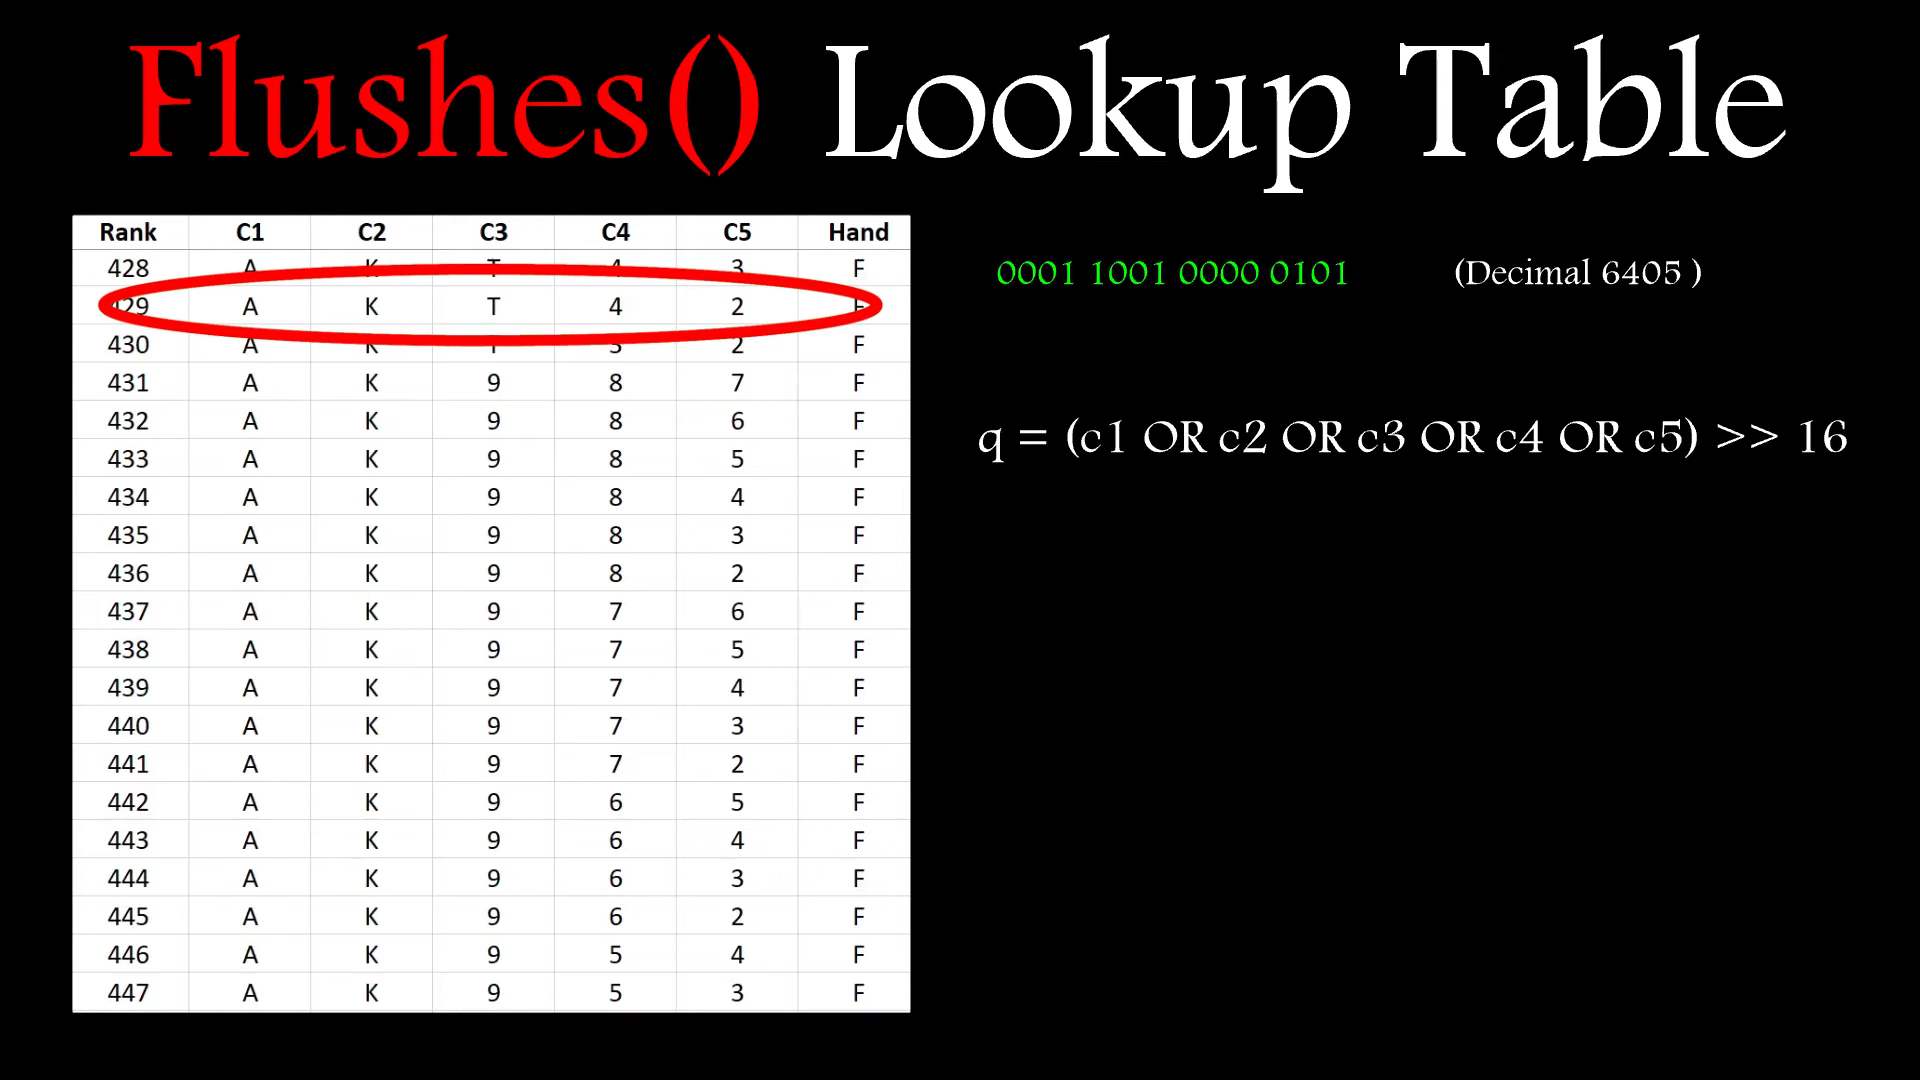 Flushes() Lookup Table
Rank C1 C2 C3 C4 C5 Hand
428 A K T 4 3 F
429 A K T 4 2 F
430 A K T 3 2 F
431 A K 9 8 7 F
432 A K 9 8 6 F
433 A K 9 8 5 F
434 A K 9 8 4 F
435 A K 9 8 3 F
436 A K 9 8 2 F
437 A K 9 7 6 F
438 A K 9 7 5 F
439 A K 9 7 4 F
440 A K 9 7 3 F
441 A K 9 7 2 F
442 A K 9 6 5 F
443 A K 9 6 4 F
444 A K 9 6 3 F
445 A K 9 6 2 F
446 A K 9 5 4 F
447 A K 9 5 3 F
0001 1001 0000 0101 (Decimal 6405 )
q = (c1 OR c2 OR c3 OR c4 OR c5) >> 16